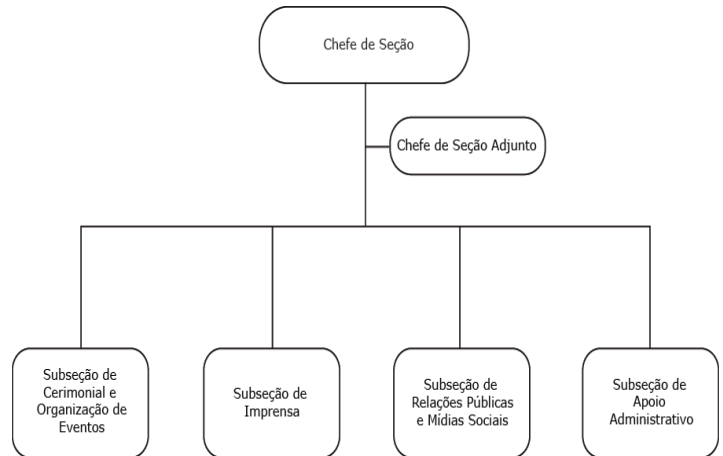 Chefe de Seção
Chefe de Seção Adjunto
Subseção de
Cerimonial e
Organização de
Eventos
Subseção de
Imprensa
Subseção de
Relações Públicas
e Mídias Sociais
Subseção de
Apoio
Administrativo